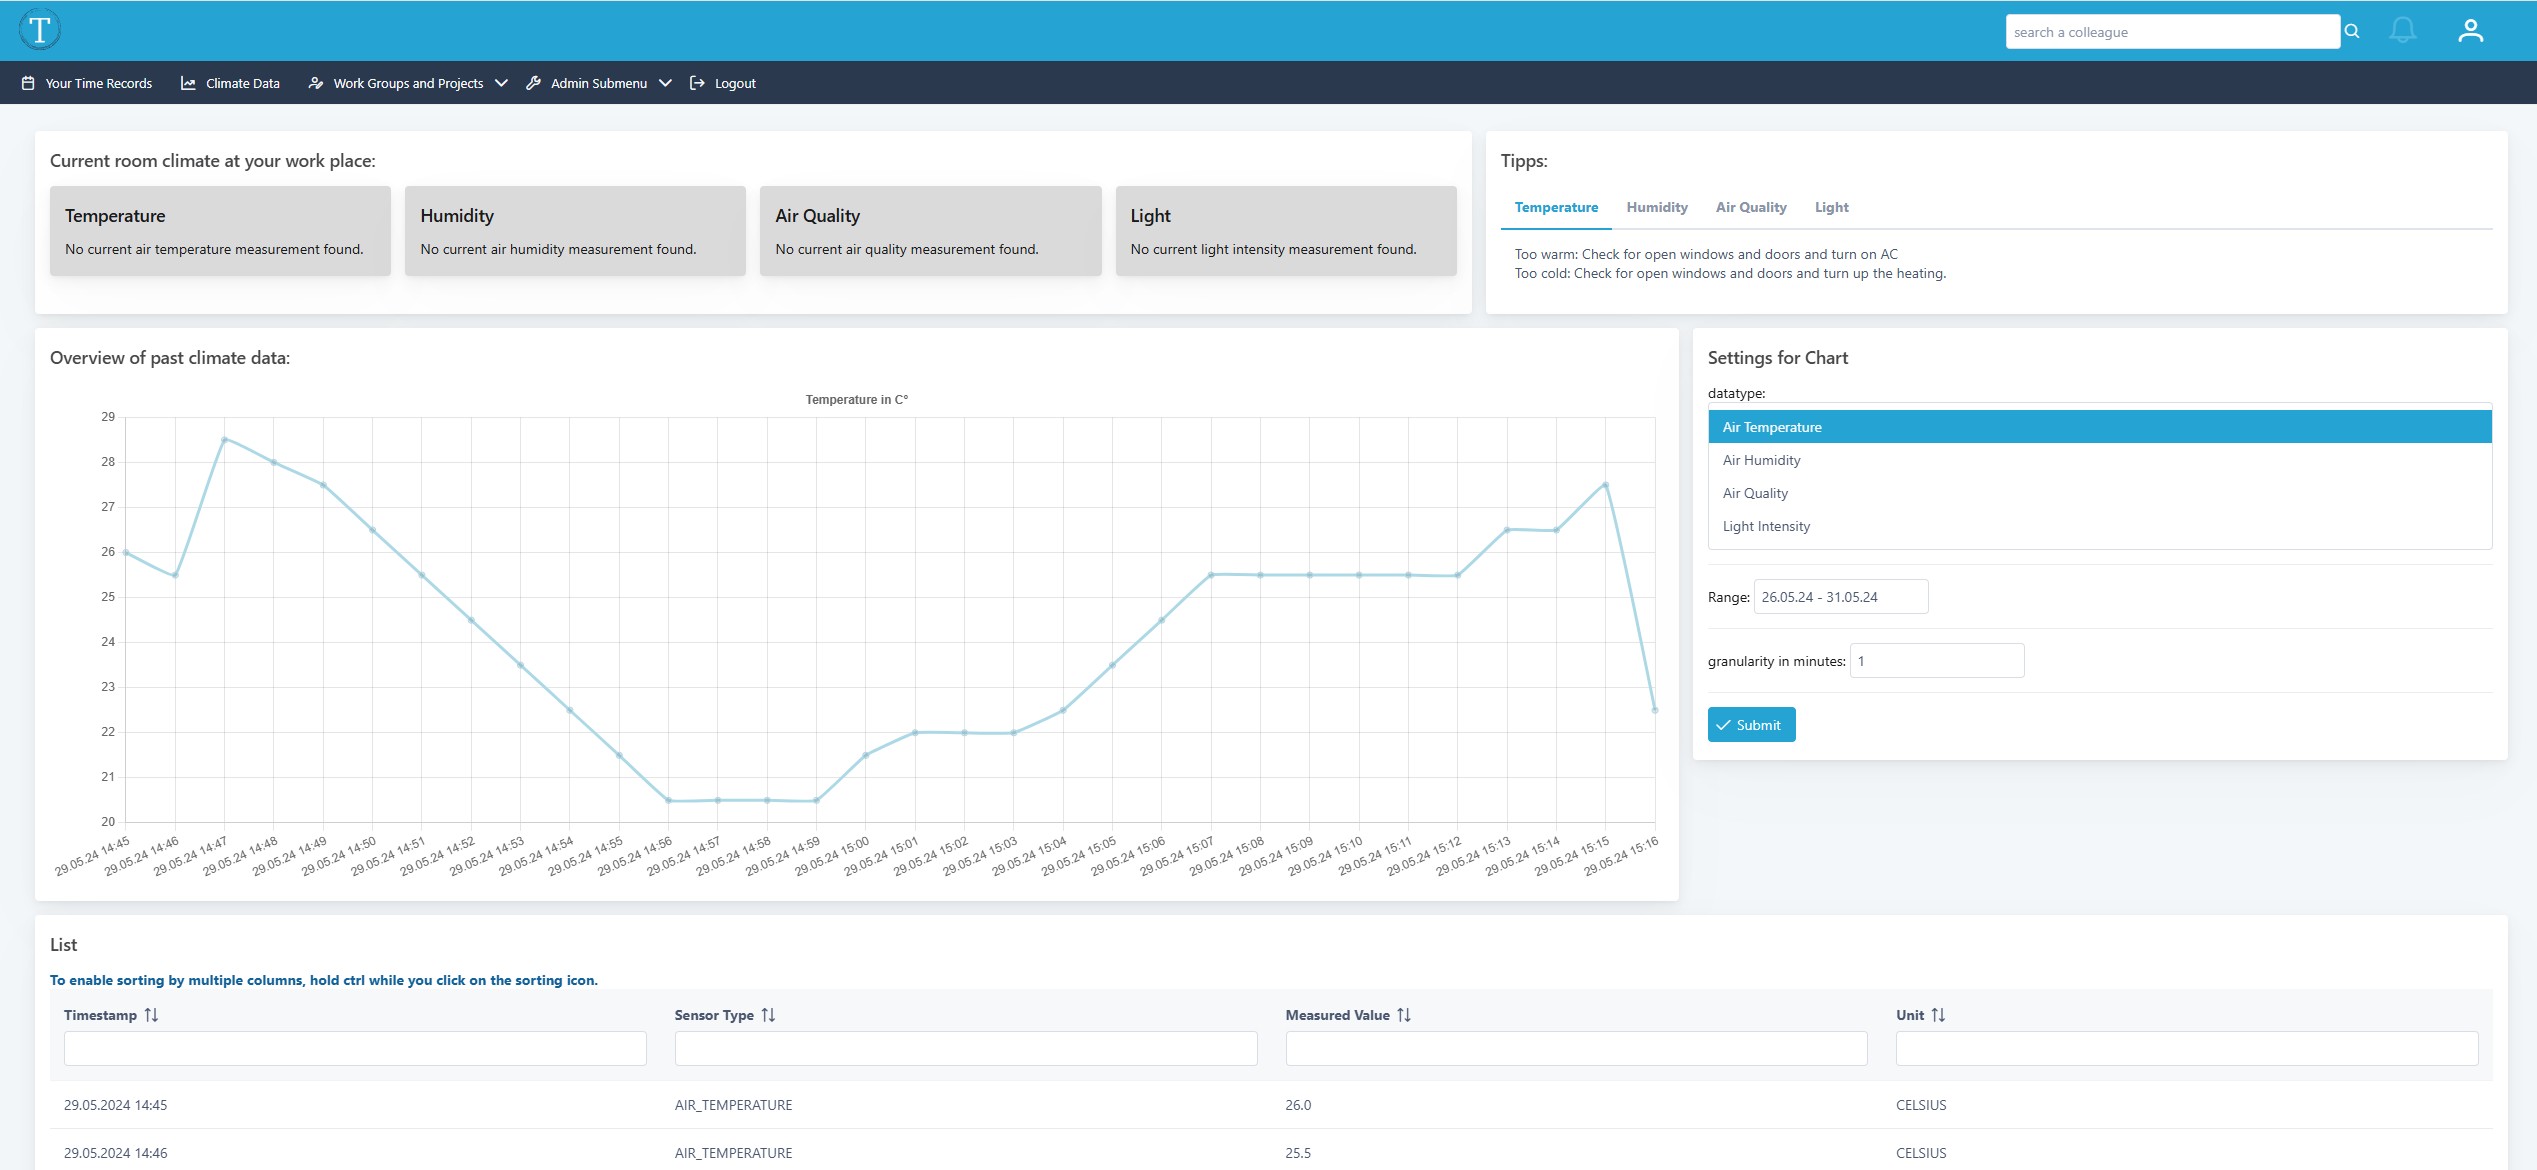 T
search a colleague
Your Time Records
Climate Data
Work Groups and Projects
Admin Submenu
Logout
Current room climate at your work place:
Temperature
No current air temperature measurement found.
Humidity
No current air humidity measurement found.
Air Quality
No current air quality measurement found.
Light
No current light intensity measurement found.
Tipps:
Temperature
Humidity
Air Quality
Light
Too warm: Check for open windows and doors and turn on AC
Too cold: Check for open windows and doors and turn up the heating.
Overview of past climate data:
Temperature in C°
29
28
27
26
25
24
23
22
21
20
29.05.24 14:45
29.05.24 14:46
29.05.24 14:47
29.05.24 14:48
29.05.24 14:49
29.05.24 14:50
29.05.24 14:51
29.05.24 14:52
29.05.24 14:53
29.05.24 14:54
29.05.24 14:55
29.05.24 14:56
29.05.24 14:57
29.05.24 14:58
29.05.24 14:59
29.05.24 15:00
29.05.24 15:01
29.05.24 15:02
29.05.24 15:03
29.05.24 15:04
29.05.24 15:05
29.05.24 15:06
29.05.24 15:07
29.05.24 15:08
29.05.24 15:09
29.05.24 15:10
29.05.24 15:11
29.05.24 15:12
29.05.24 15:13
29.05.24 15:14
29.05.24 15:15
29.05.24 15:16
Settings for Chart
datatype:
Air Temperature
Air Humidity
Air Quality
Light Intensity
Range: 26.05.24 - 31.05.24
granularity in minutes: 1
Submit
List
To enable sorting by multiple columns, hold ctrl while you click on the sorting icon.
Timestamp
Sensor Type
Measured Value
Unit
29.05.2024 14:45 AIR_TEMPERATURE 26.0 CELSIUS
29.05.2024 14:46 AIR_TEMPERATURE 25.5 CELSIUS